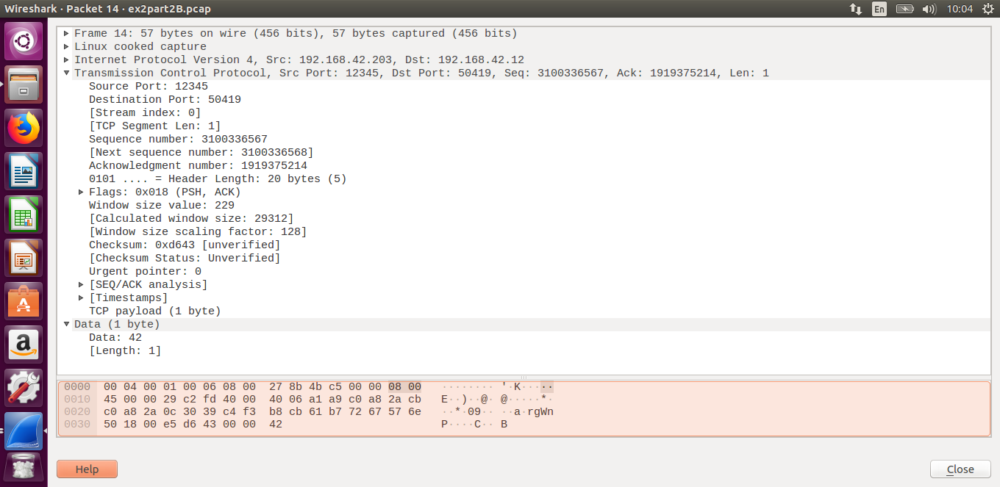 Wireshark · Packet 14 · ex2part2B.pcap
En
10:04
Frame 14: 57 bytes on wire (456 bits), 57 bytes captured (456 bits)
Linux cooked capture
Internet Protocol Version 4, Src: 192.168.42.203, Dst: 192.168.42.12
Transmission Control Protocol, Src Port: 12345, Dst Port: 50419, Seq: 3100336567, Ack: 1919375214, Len: 1
Source Port: 12345
Destination Port: 50419
[Stream index: 0]
[TCP Segment Len: 1]
Sequence number: 3100336567
[Next sequence number: 3100336568]
Acknowledgment number: 1919375214
0101 .... = Header Length: 20 bytes (5)
Flags: 0x018 (PSH, ACK)
Window size value: 229
[Calculated window size: 29312]
[Window size scaling factor: 128]
Checksum: 0xd643 [unverified]
[Checksum Status: Unverified]
Urgent pointer: 0
[SEQ/ACK analysis]
[Timestamps]
TCP payload (1 byte)
Data (1 byte)
Data: 42
[Length: 1]
0000 00 04 00 01 00 06 08 00 27 8b 4b c5 00 00 08 00 ········ '·K·····
0010 45 00 00 29 c2 fd 40 00 40 06 a1 a9 c0 a8 2a cb E··)··@· @·····*·
0020 c0 a8 2a 0c 30 39 c4 f3 b8 cb 61 b7 72 67 57 6e ··*·09·· ··a·rgWn
0030 50 18 00 e5 d6 43 00 00 42 P····C·· B
Help
Close